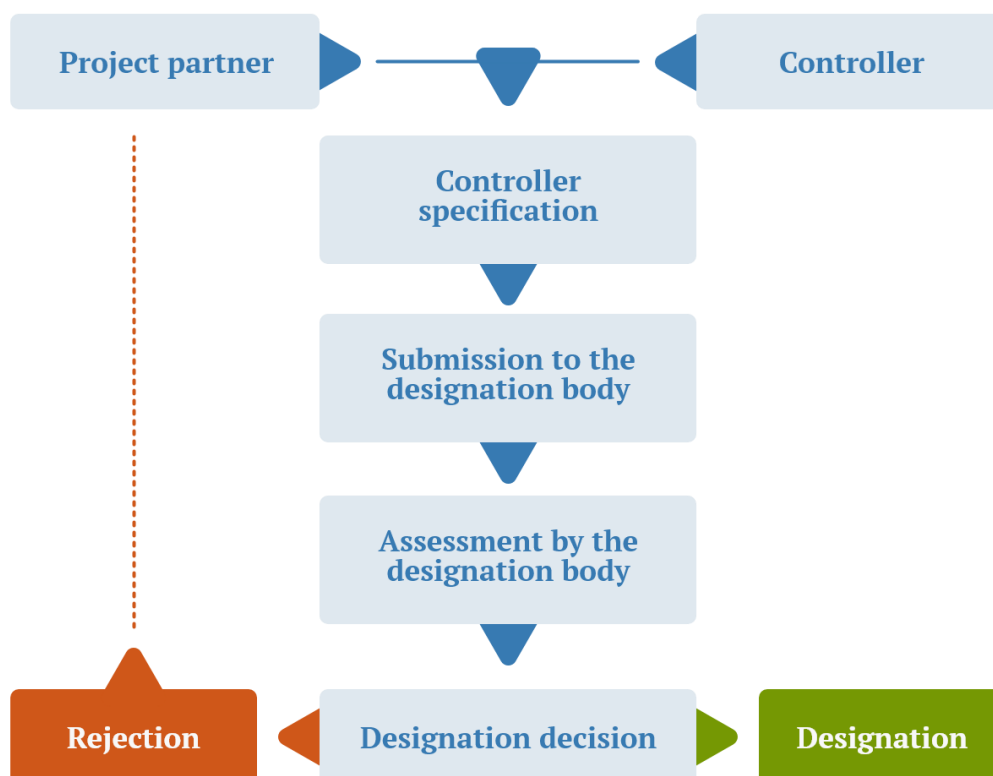 Project partner
Controller
Controller
specification
Submission to the
designation body
Assessment by the
designation body
Rejection
Designation decision
Designation